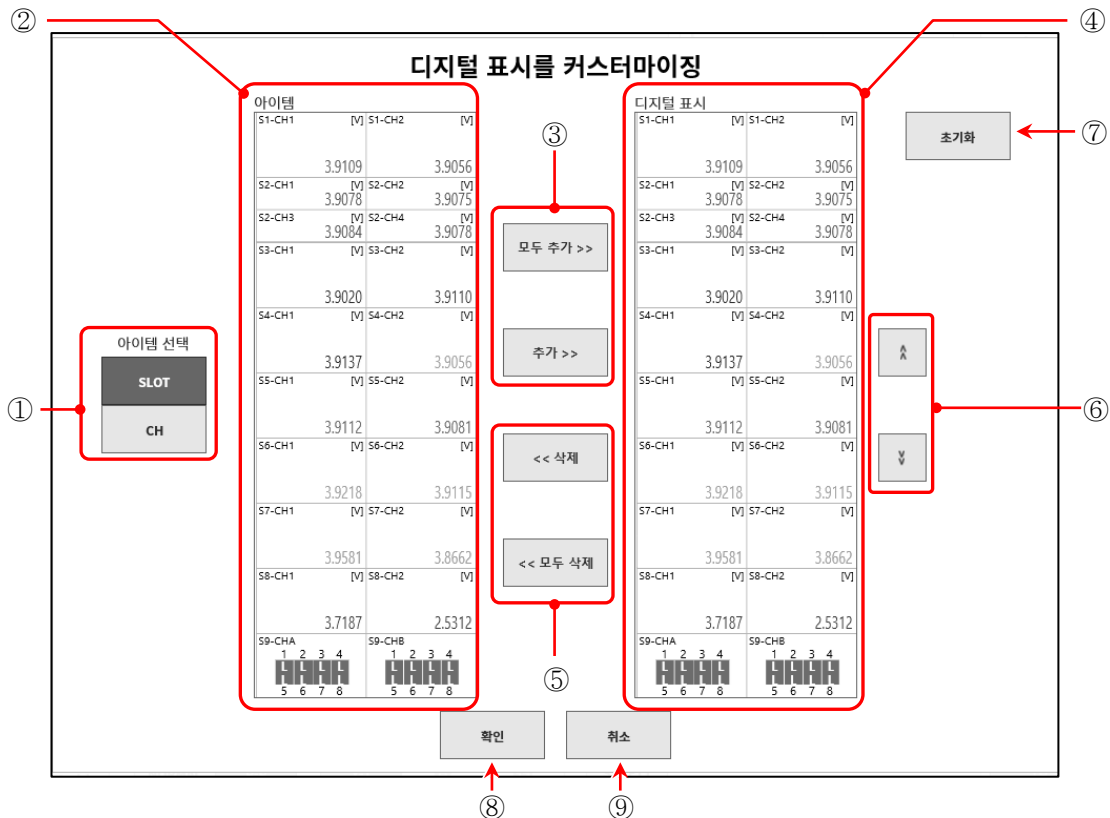 ② ④
디지털 표시를 커스터마이징
아이템
S1-CH1 [V] S1-CH2 [V]
3.9109 3.9056
S2-CH1 [V] S2-CH2 [V]
3.9078 3.9075
S2-CH3 [V] S2-CH4 [V]
3.9084 3.9078
S3-CH1 [V] S3-CH2 [V]
3.9020 3.9110
S4-CH1 [V] S4-CH2 [V]
3.9137 3.9056
S5-CH1 [V] S5-CH2 [V]
3.9112 3.9081
S6-CH1 [V] S6-CH2 [V]
3.9218 3.9115
S7-CH1 [V] S7-CH2 [V]
3.9581 3.8662
S8-CH1 [V] S8-CH2 [V]
3.7187 2.5312
S9-CHA S9-CHB
1 2 3 4 1 2 3 4
L L L L L L L L
L L L L L L L L
5 6 7 8 5 6 7 8
디지털 표시
S1-CH1 [V] S1-CH2 [V]
3.9109 3.9056
S2-CH1 [V] S2-CH2 [V]
3.9078 3.9075
S2-CH3 [V] S2-CH4 [V]
3.9084 3.9078
S3-CH1 [V] S3-CH2 [V]
3.9020 3.9110
S4-CH1 [V] S4-CH2 [V]
3.9137 3.9056
S5-CH1 [V] S5-CH2 [V]
3.9112 3.9081
S6-CH1 [V] S6-CH2 [V]
3.9218 3.9115
S7-CH1 [V] S7-CH2 [V]
3.9581 3.8662
S8-CH1 [V] S8-CH2 [V]
3.7187 2.5312
S9-CHA S9-CHB
1 2 3 4 1 2 3 4
L L L L L L L L
L L L L L L L L
5 6 7 8 5 6 7 8
③
모두 추가 >>
추가 >>
<< 삭제
<< 모두 삭제
⑤
아이템 선택
SLOT
CH
①
초기화
⑦
⑥
확인 취소
⑧ ⑨